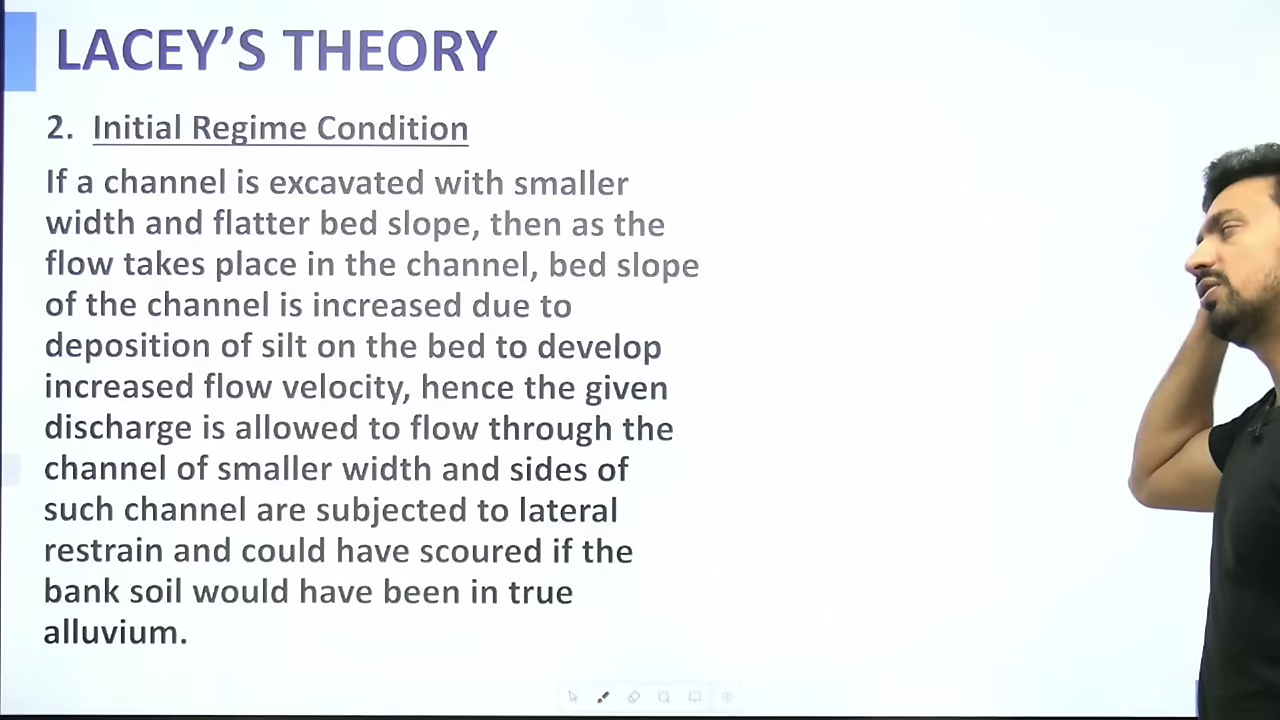 LACEY'S THEORY
2. Initial Regime Condition
If a channel is excavated with smaller
width and flatter bed slope, then as the
flow takes place in the channel, bed slope
of the channel is increased due to
deposition of silt on the bed to develop
increased flow velocity, hence the given
discharge is allowed to flow through the
channel of smaller width and sides of
such channel are subjected to lateral
restrain and could have scoured if the
bank soil would have been in true
alluvium.